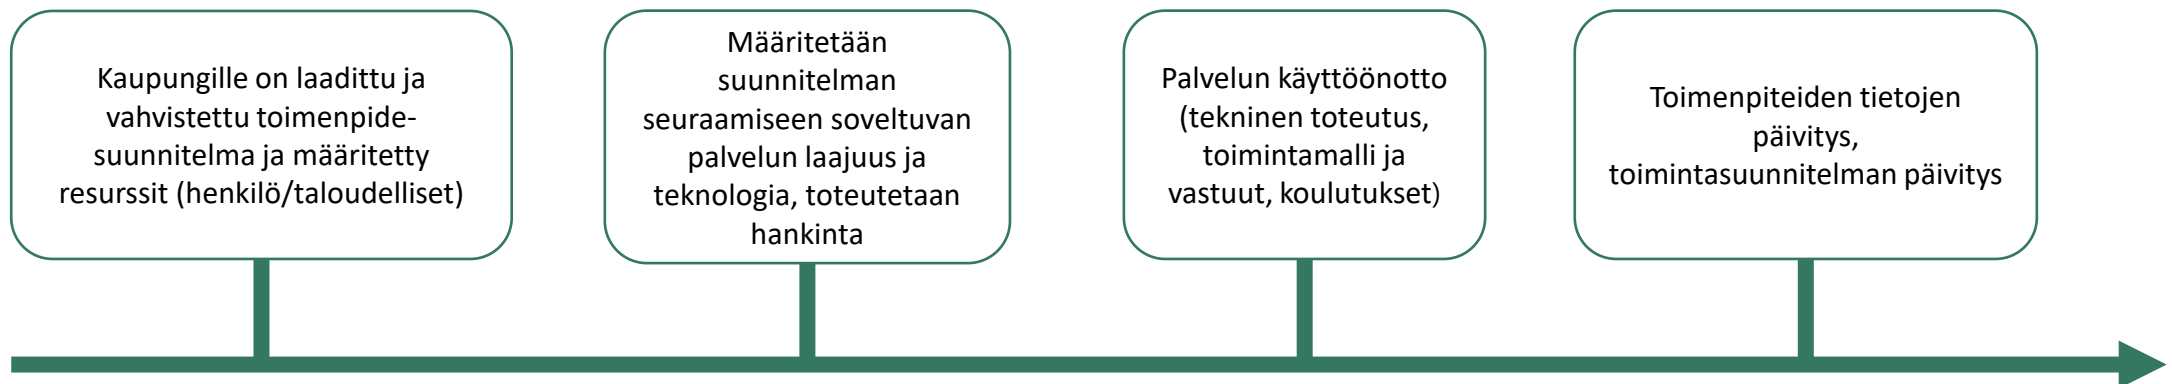 Kaupungille on laadittu ja
vahvistettu toimenpide-
suunnitelma ja määritetty
resurssit (henkilö/taloudelliset)
Määritetään
suunnitelman
seuraamiseen soveltuvan
palvelun laajuus ja
teknologia, toteutetaan
hankinta
Palvelun käyttöönotto
(tekninen toteutus,
toimintamalli ja
vastuut, koulutukset)
Toimenpiteiden tietojen
päivitys,
toimintasuunnitelman päivitys